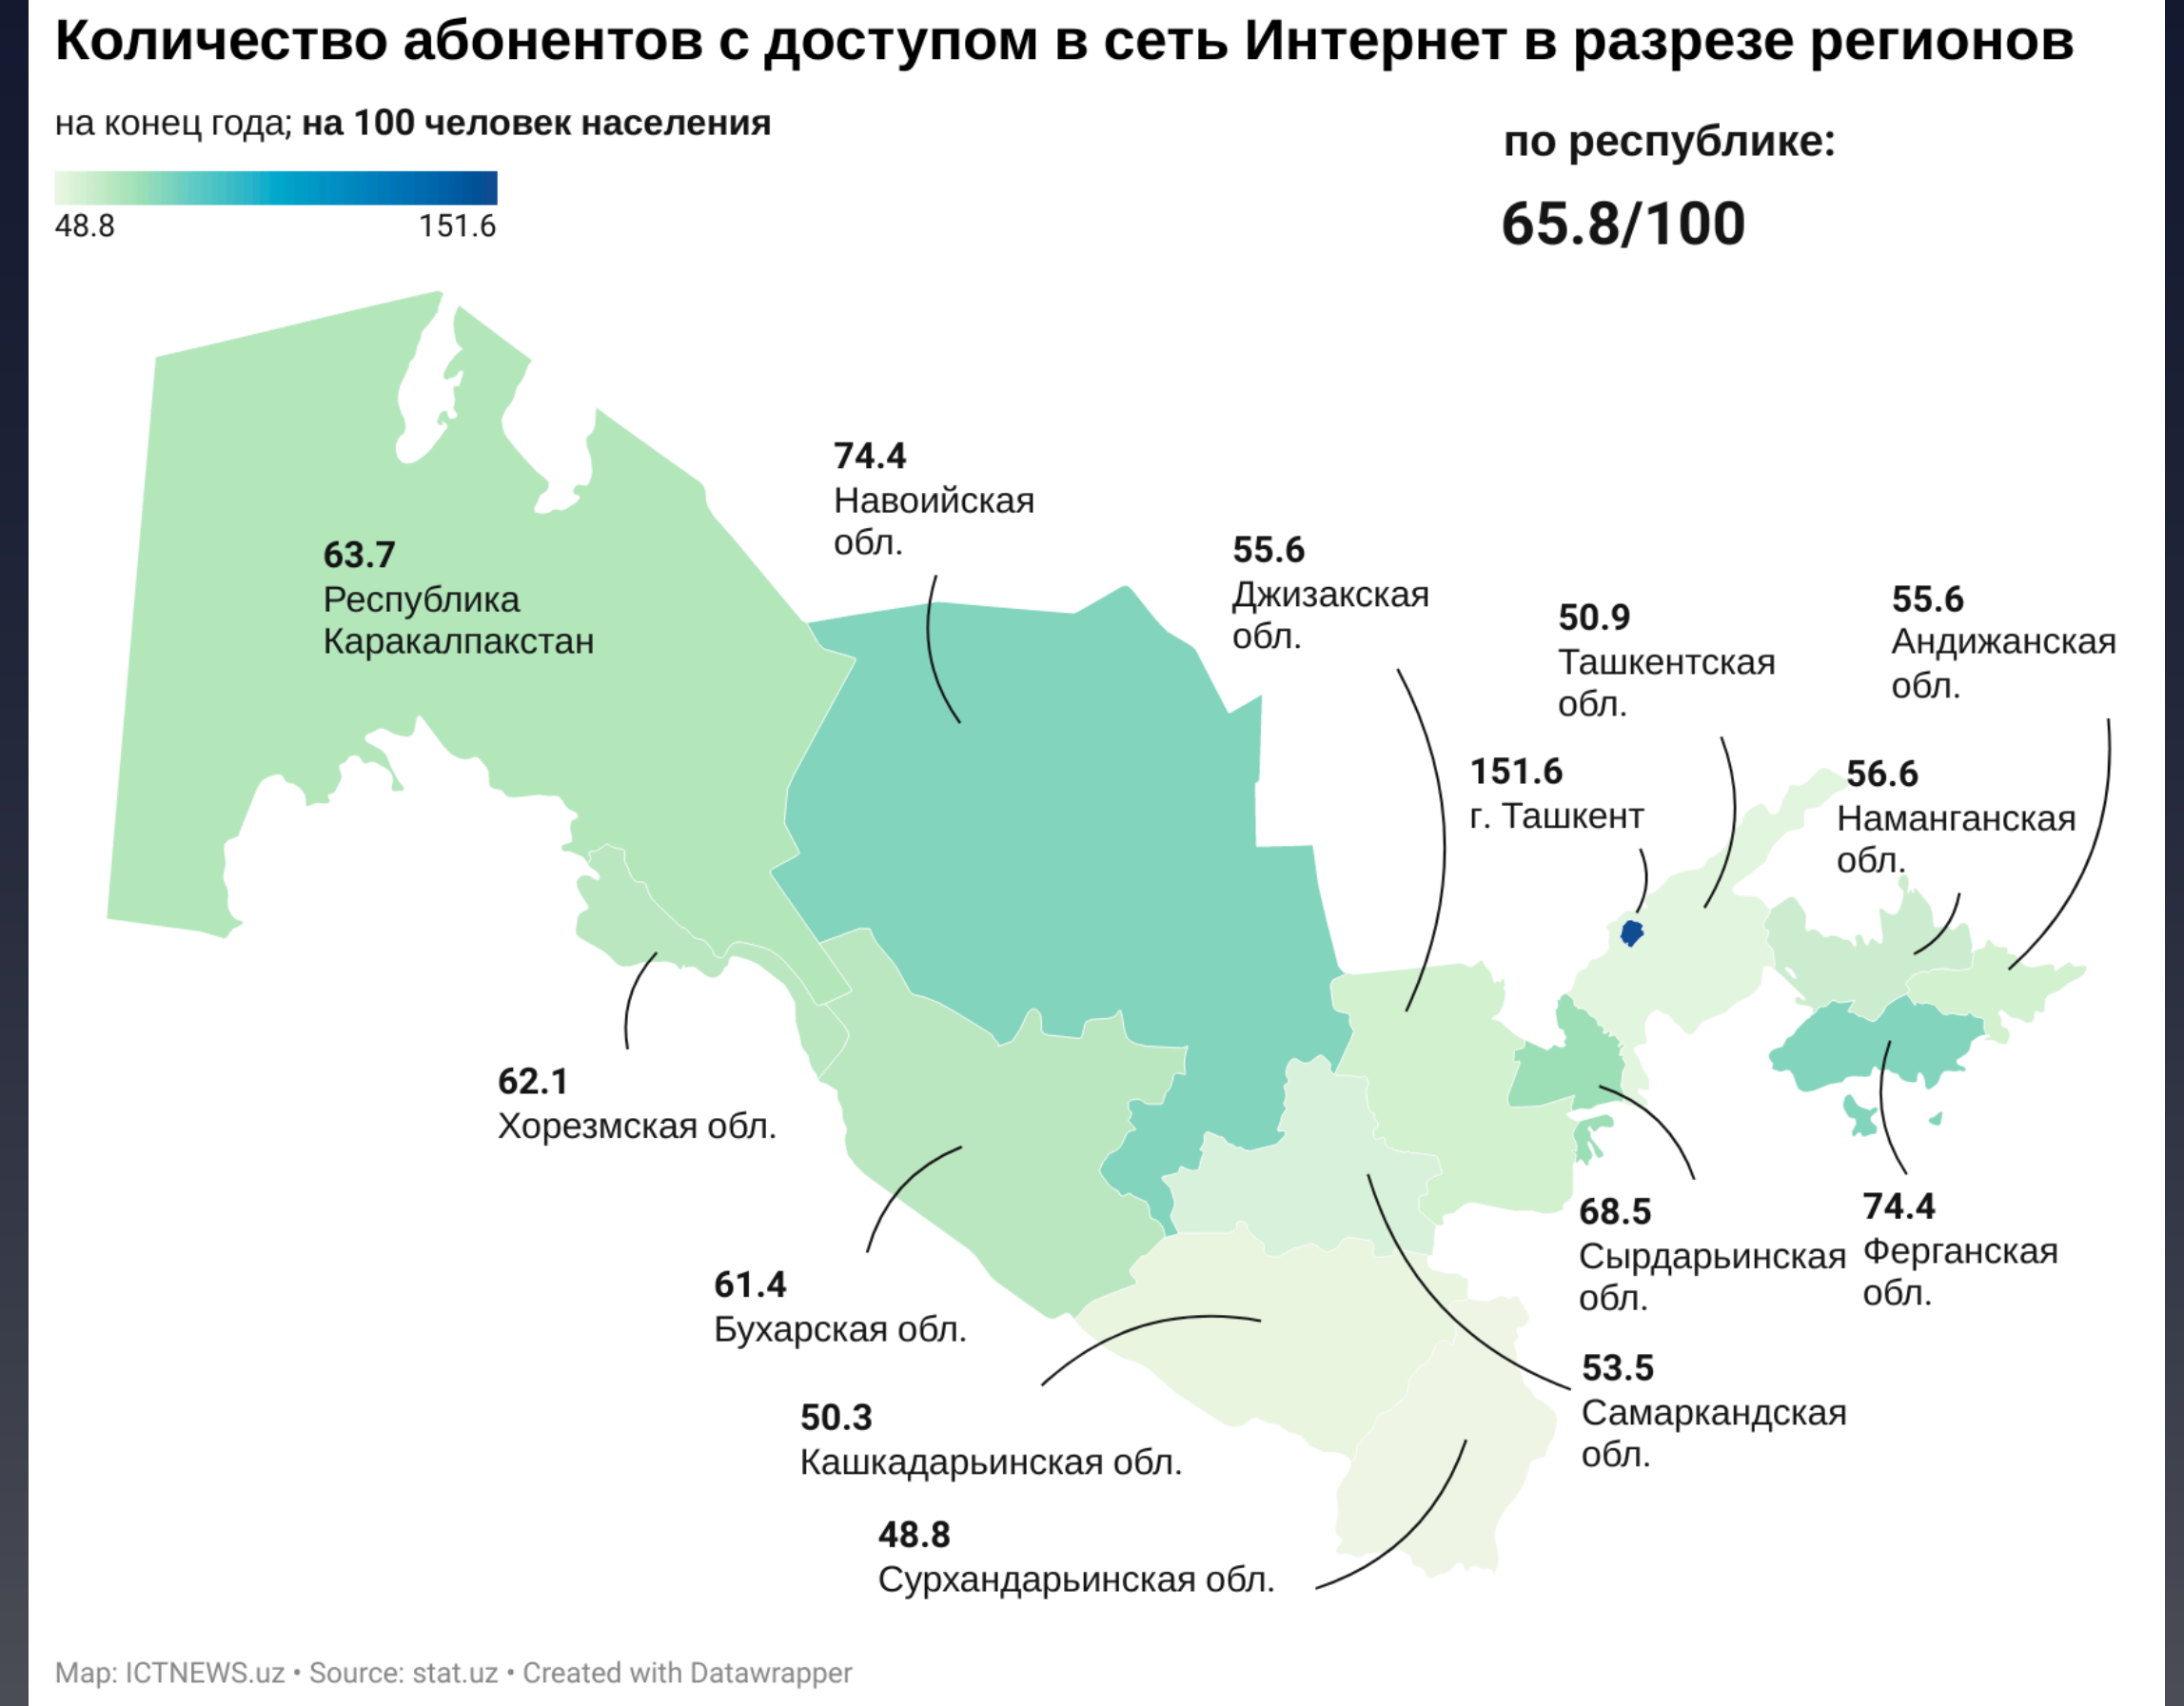 Количество абонентов с доступом в сеть Интернет в разрезе регионов
на конец года; на 100 человек населения
48.8
151.6
по республике:
65.8/100
63.7
Республика
Каракалпакстан
74.4
Навоийская
обл.
55.6
Джизакская
обл.
50.9
Ташкентская
обл.
55.6
Андижанская
обл.
151.6
г. Ташкент
56.6
Наманганская
обл.
62.1
Хорезмская обл.
61.4
Бухарская обл.
68.5
Сырдарьинская
обл.
74.4
Ферганская
обл.
53.5
Самаркандская
обл.
50.3
Кашкадарьинская обл.
48.8
Сурхандарьинская обл.
Map: ICTNEWS.uz • Source: stat.uz • Created with Datawrapper